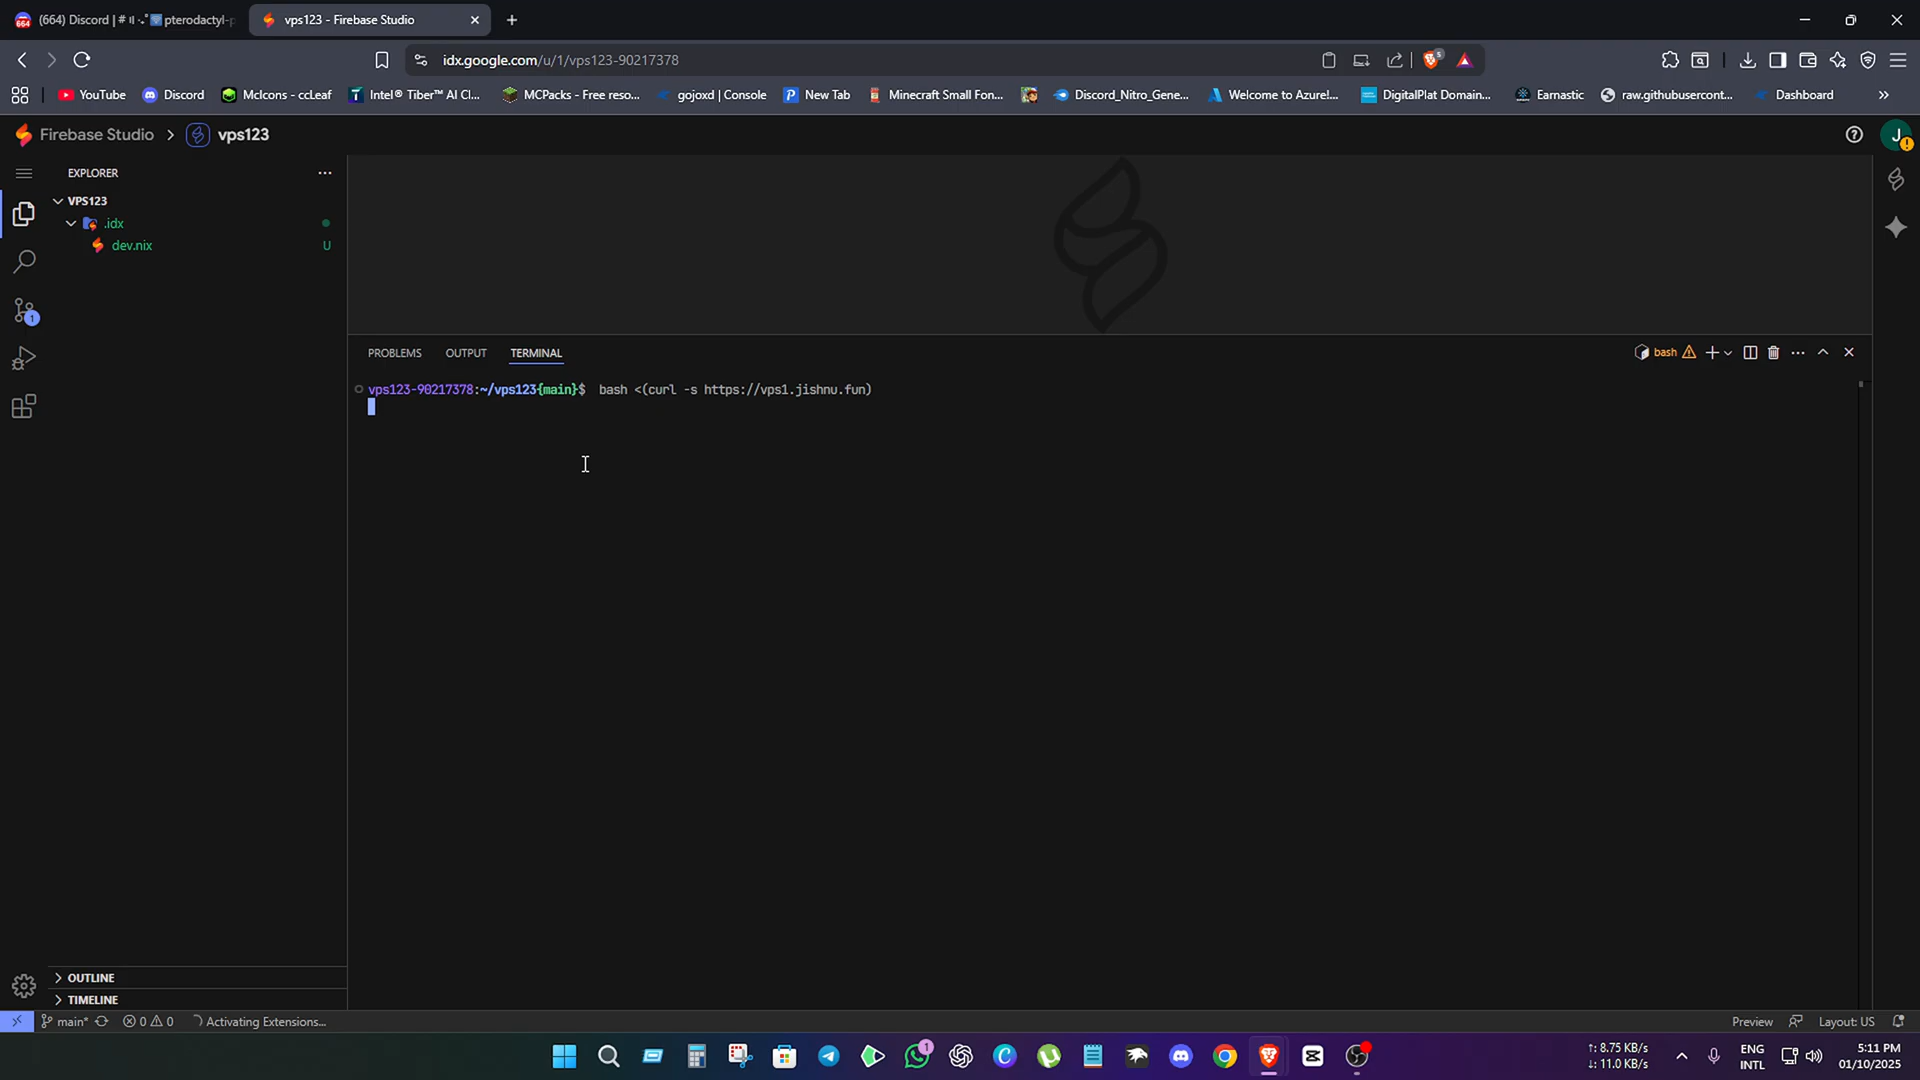 (664) Discord | # pterodactyl-p
vps123 - Firebase Studio
idx.google.com/u/1/vps123-90217378
YouTube
Discord
McIcons - ccLeaf
Intel® Tiber™ AI Cl...
MCPacks - Free reso...
gojoxd | Console
New Tab
Minecraft Small Fon...
Discord_Nitro_Gene...
Welcome to Azure!...
DigitalPlat Domain...
Earnastic
raw.githubusercont...
Dashboard
Firebase Studio
vps123
J
EXPLORER
VPS123
.idx
dev.nix
U
1
PROBLEMS
OUTPUT
TERMINAL
bash
vps123-90217378:~/vps123{main}$ bash <(curl -s https://vps1.jishnu.fun)
OUTLINE
TIMELINE
main*
0
0
Activating Extensions...
Preview
Layout: US
1
↑: 8.75 KB/s
↓: 11.0 KB/s
ENG
INTL
5:11 PM
01/10/2025